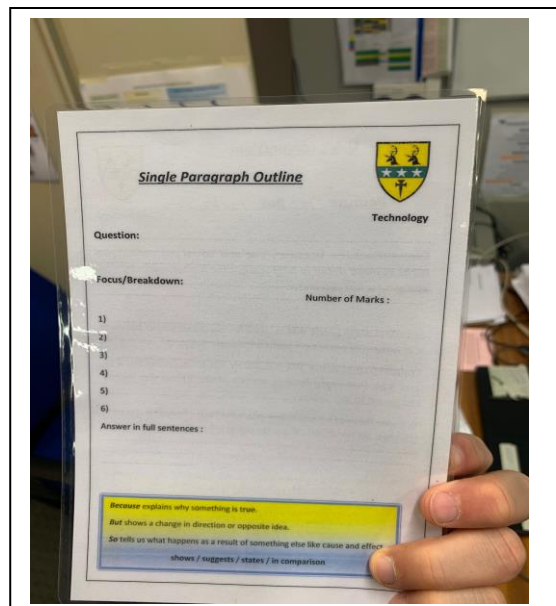 Single Paragraph Outline
Technology
Question:
Focus/Breakdown:
Number of Marks :
1)
2)
3)
4)
5)
6)
Answer in full sentences :
Because explains why something is true.
But shows a change in direction or opposite idea.
So tells us what happens as a result of something else like cause and effect
shows / suggests / states / in comparison